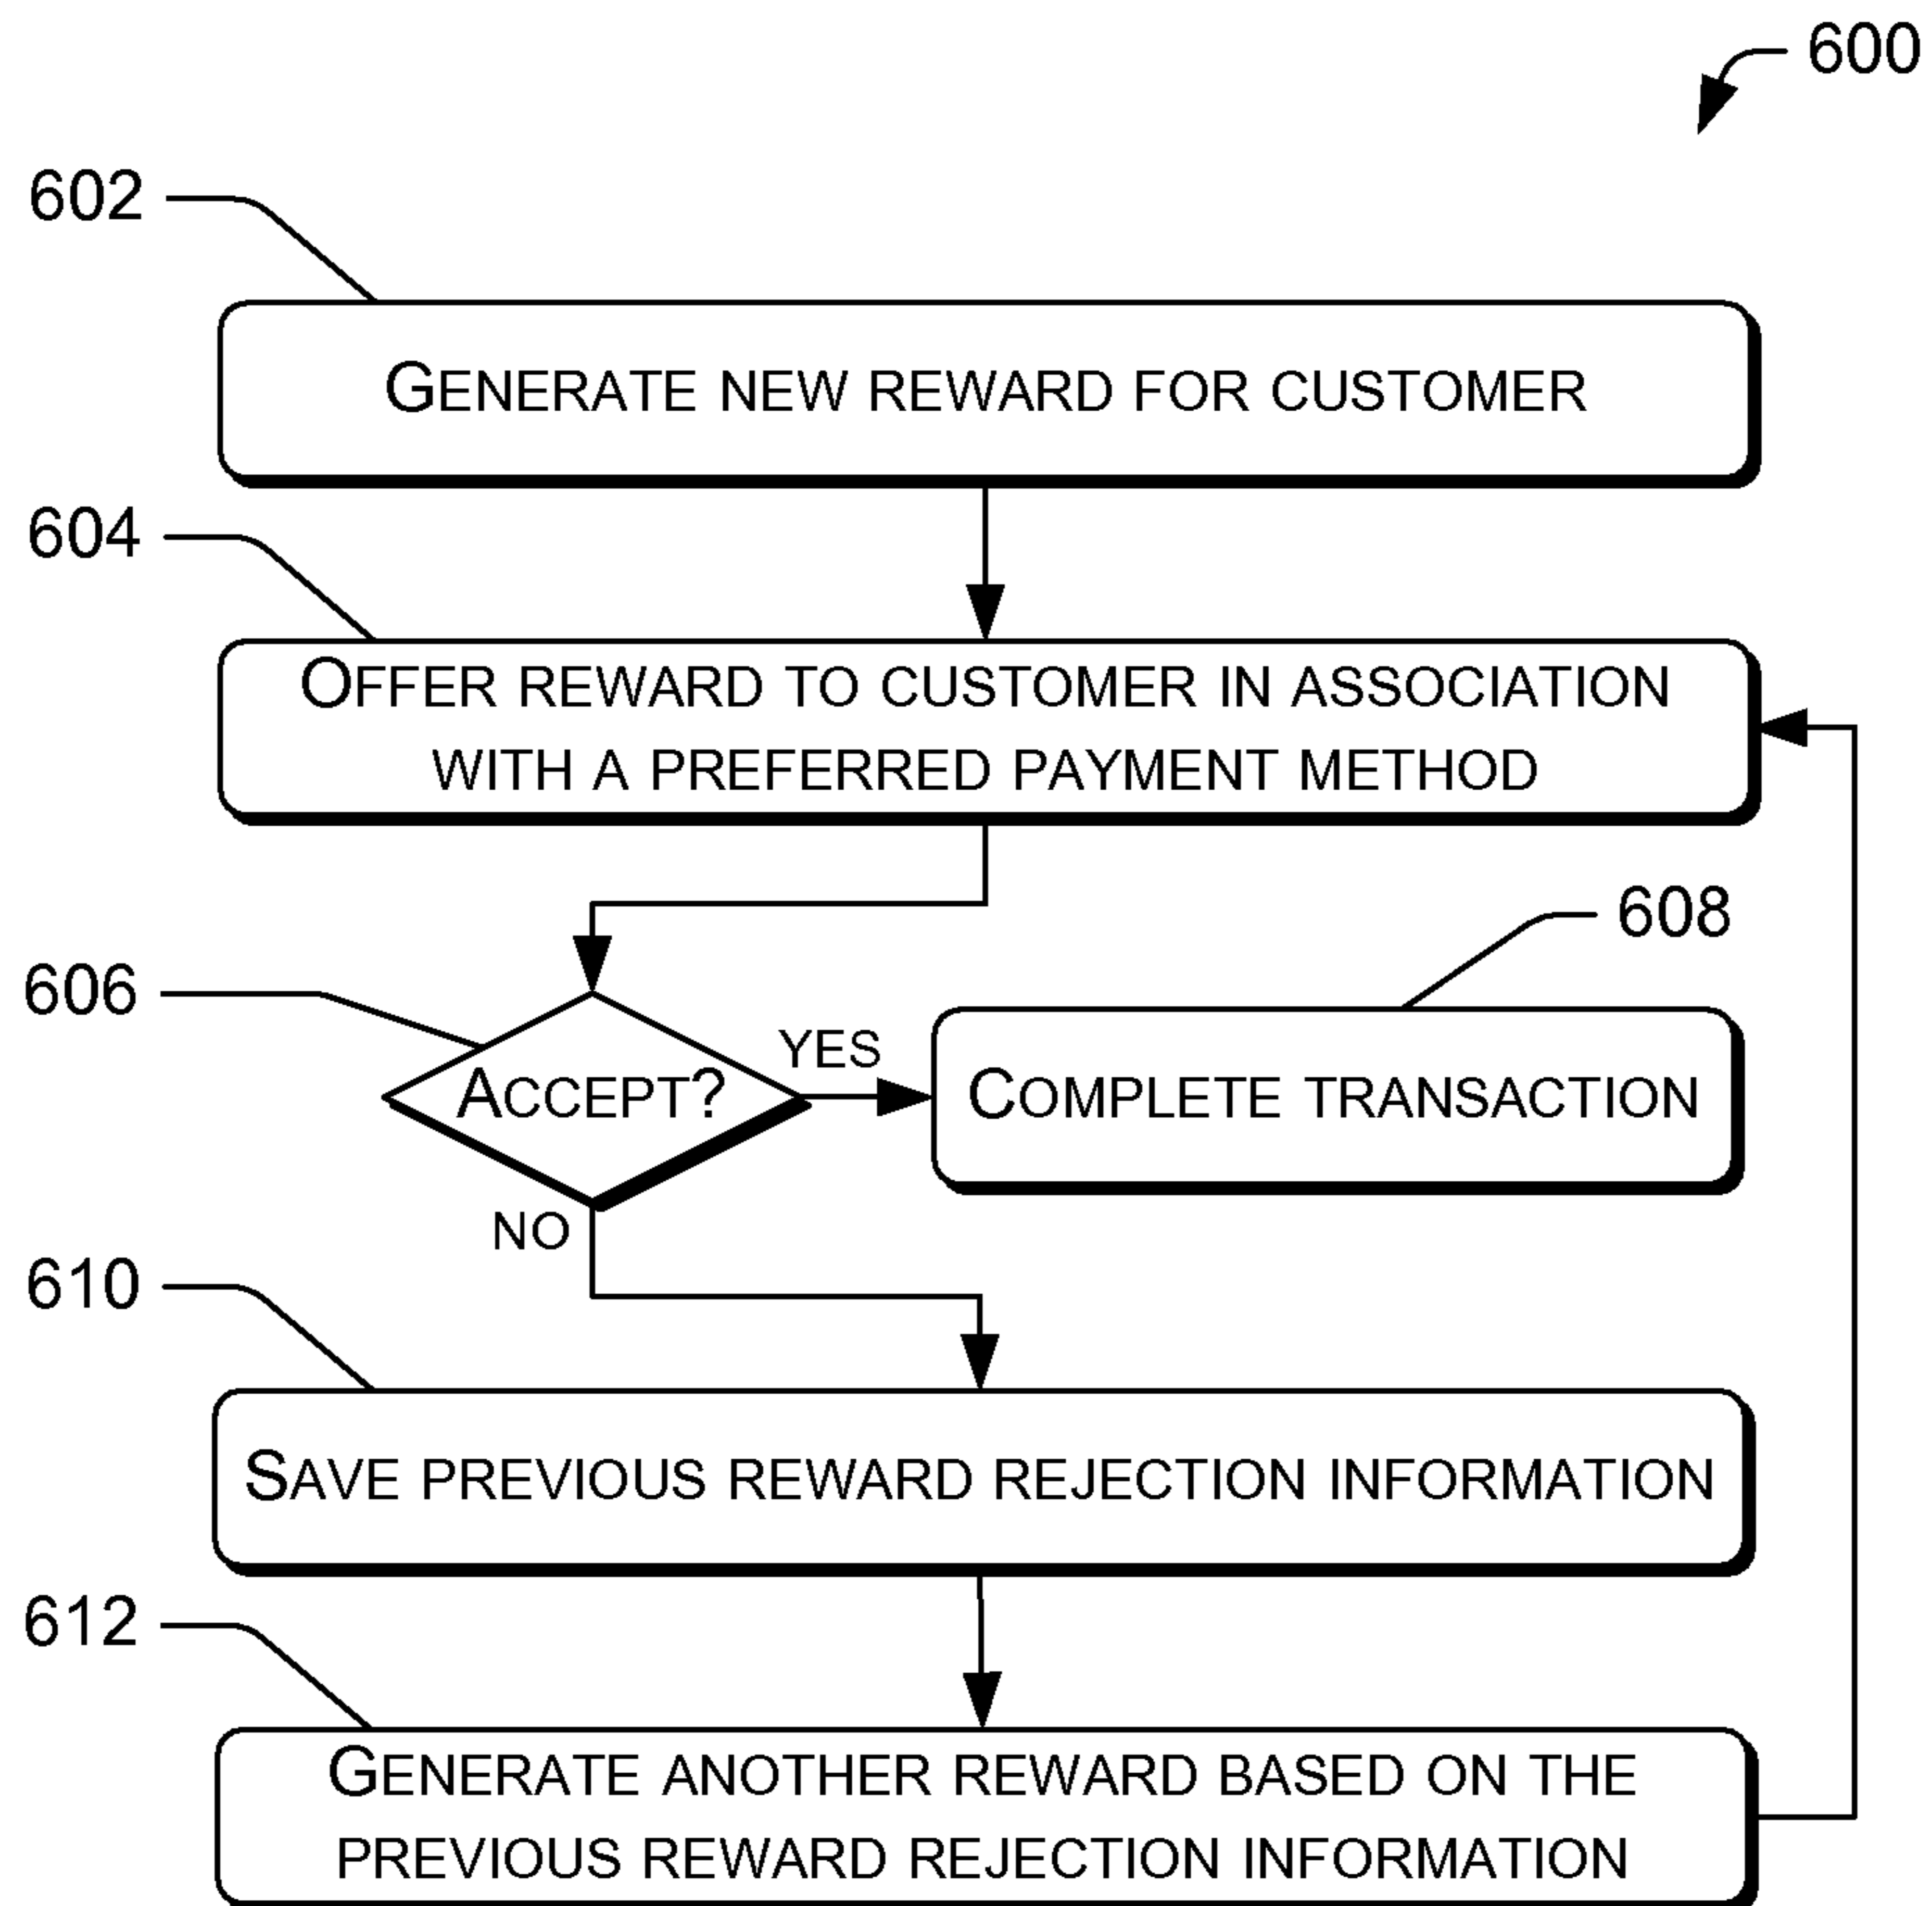 600
602
GENERATE NEW REWARD FOR CUSTOMER
604
OFFER REWARD TO CUSTOMER IN ASSOCIATION
WITH A PREFERRED PAYMENT METHOD
608
606
YES
ACCEPT?
COMPLETE TRANSACTION
NO
610
SAVE PREVIOUS REWARD REJECTION INFORMATION
612
GENERATE ANOTHER REWARD BASED ON THE
PREVIOUS REWARD REJECTION INFORMATION